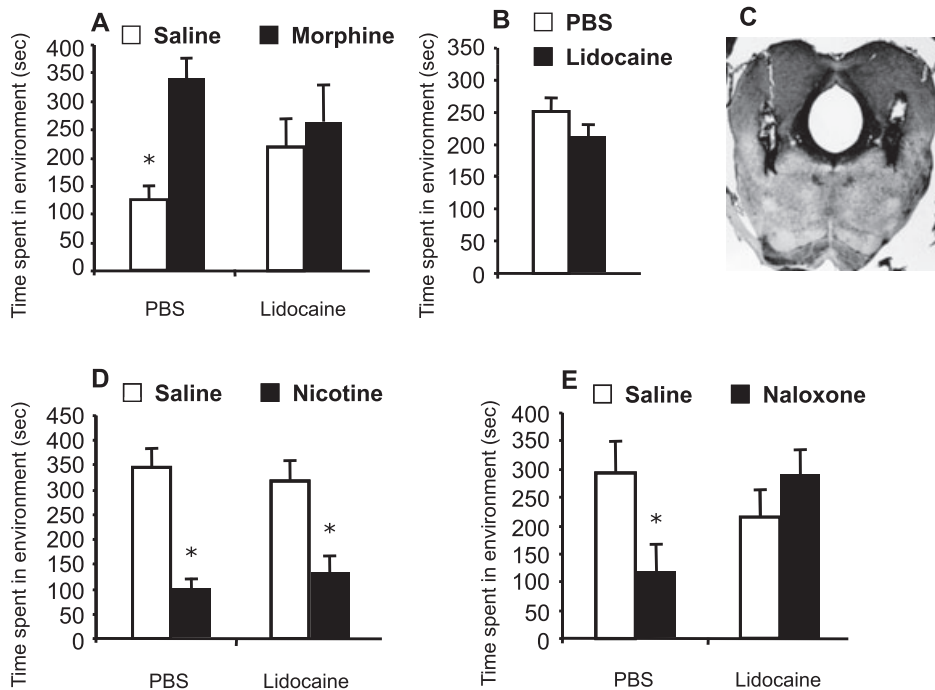 A
Saline Morphine
Time spent in environment (sec)
400
350
300
250
200
150
100
50
0
*
PBS Lidocaine
B
PBS
Lidocaine
Time spent in environment (sec)
350
300
250
200
150
100
50
0
C
D
Saline Nicotine
Time spent in environment (sec)
450
400
350
300
250
200
150
100
50
0
* *
PBS Lidocaine
E
Saline Naloxone
Time spent in environment (sec)
400
350
300
250
200
150
100
50
0
*
PBS Lidocaine